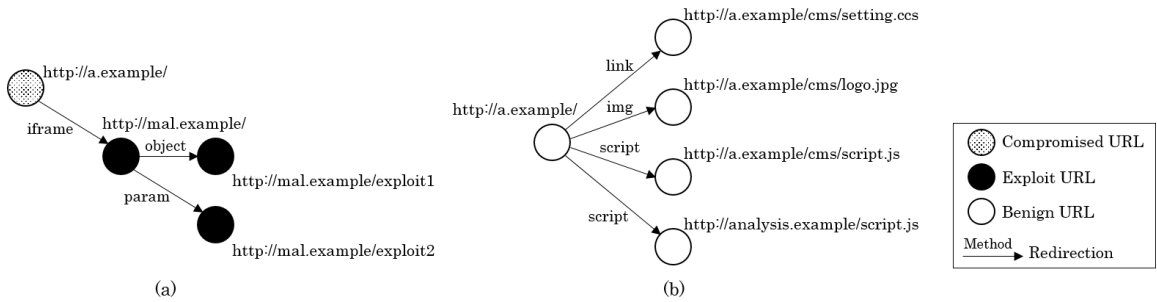 http://a.example/
iframe
http://mal.example/
object
http://mal.example/exploit1
param
http://mal.example/exploit2
(a)
http://a.example/cms/setting.ccs
link
http://a.example/cms/logo.jpg
http://a.example/
img
script
http://a.example/cms/script.js
script
http://analysis.example/script.js
(b)
Compromised URL
Exploit URL
Benign URL
Method
Redirection